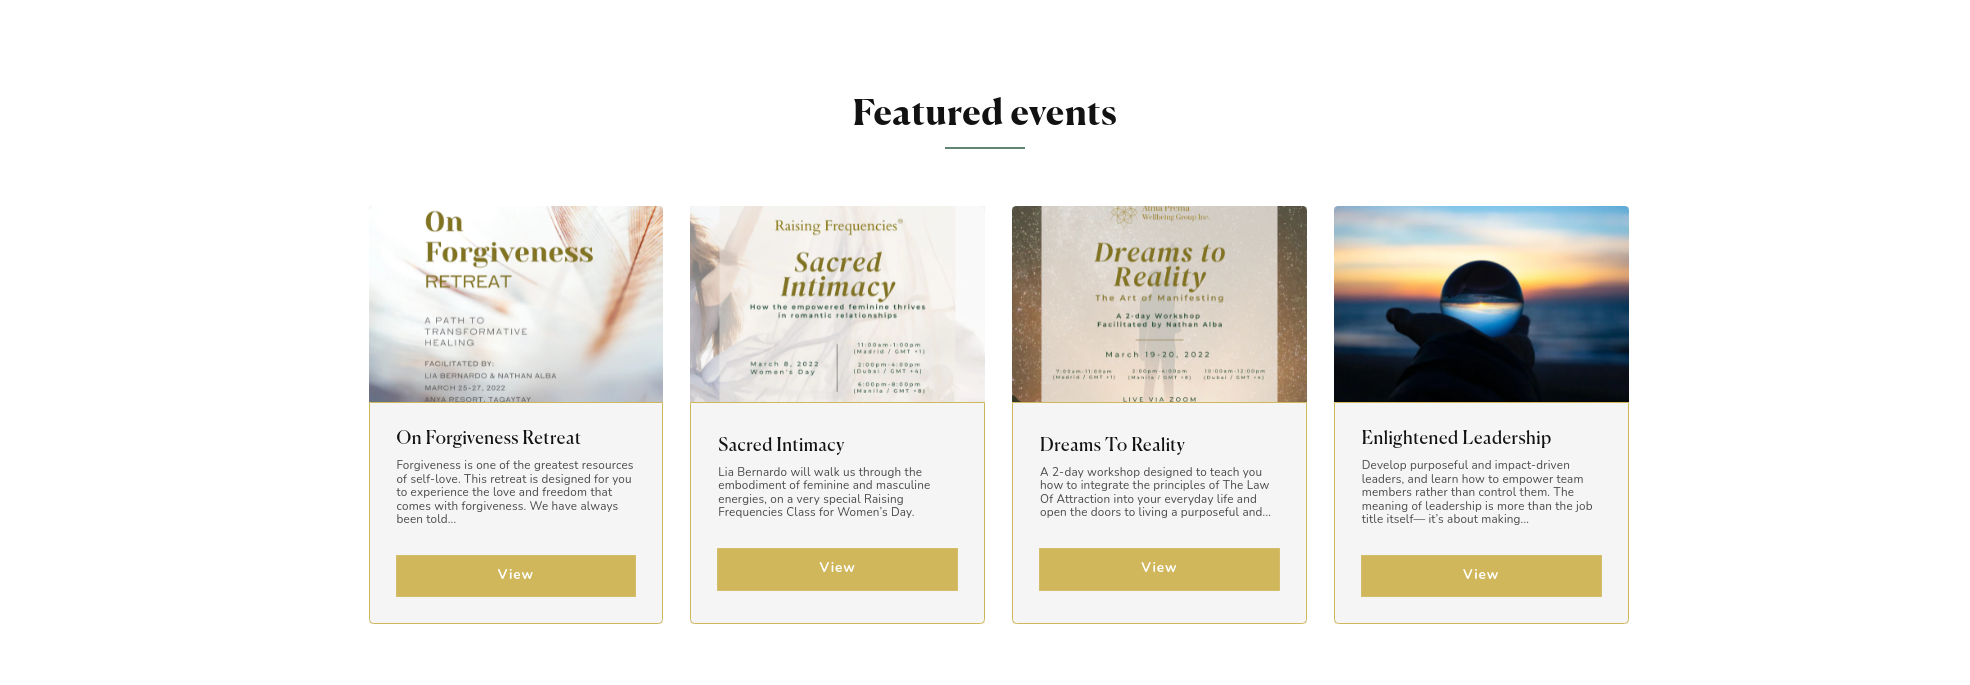 Featured events
On
Forgiveness
RETREAT
A PATH TO
TRANSFORMATIVE
HEALING
FACILITATED BY:
LIA BERNARDO & NATHAN ALBA
MARCH 25-27, 2022
ANYA RESORT, TAGAYTAY
On Forgiveness Retreat
Forgiveness is one of the greatest resources
of self-love. This retreat is designed for you
to experience the love and freedom that
comes with forgiveness. We have always
been told...
View
Raising Frequencies®
Sacred
Intimacy
How the empowered feminine thrives
in romantic relationships
March 8, 2022
Women's Day
11:00am-1:00pm
(Madrid / GMT +1)
2:00pm-4:00pm
(Dubai / GMT +4)
6:00pm-8:00pm
(Manila / GMT +8)
Sacred Intimacy
Lia Bernardo will walk us through the
embodiment of feminine and masculine
energies, on a very special Raising
Frequencies Class for Women's Day.
View
Wellbeing Group Inc.
Dreams to
Reality
The Art of Manifesting
A 2-day Workshop
Facilitated by Nathan Alba
March 19-20, 2022
7:00am-11:00am 2:00pm-6:00pm 10:00am-12:00pm
(Madrid / GMT +1) (Manila / GMT +8) (Dubai / GMT +4)
LIVE VIA ZOOM
Dreams To Reality
A 2-day workshop designed to teach you
how to integrate the principles of The Law
Of Attraction into your everyday life and
open the doors to living a purposeful and...
View
Enlightened Leadership
Develop purposeful and impact-driven
leaders, and learn how to empower team
members rather than control them. The
meaning of leadership is more than the job
title itself— it's about making...
View